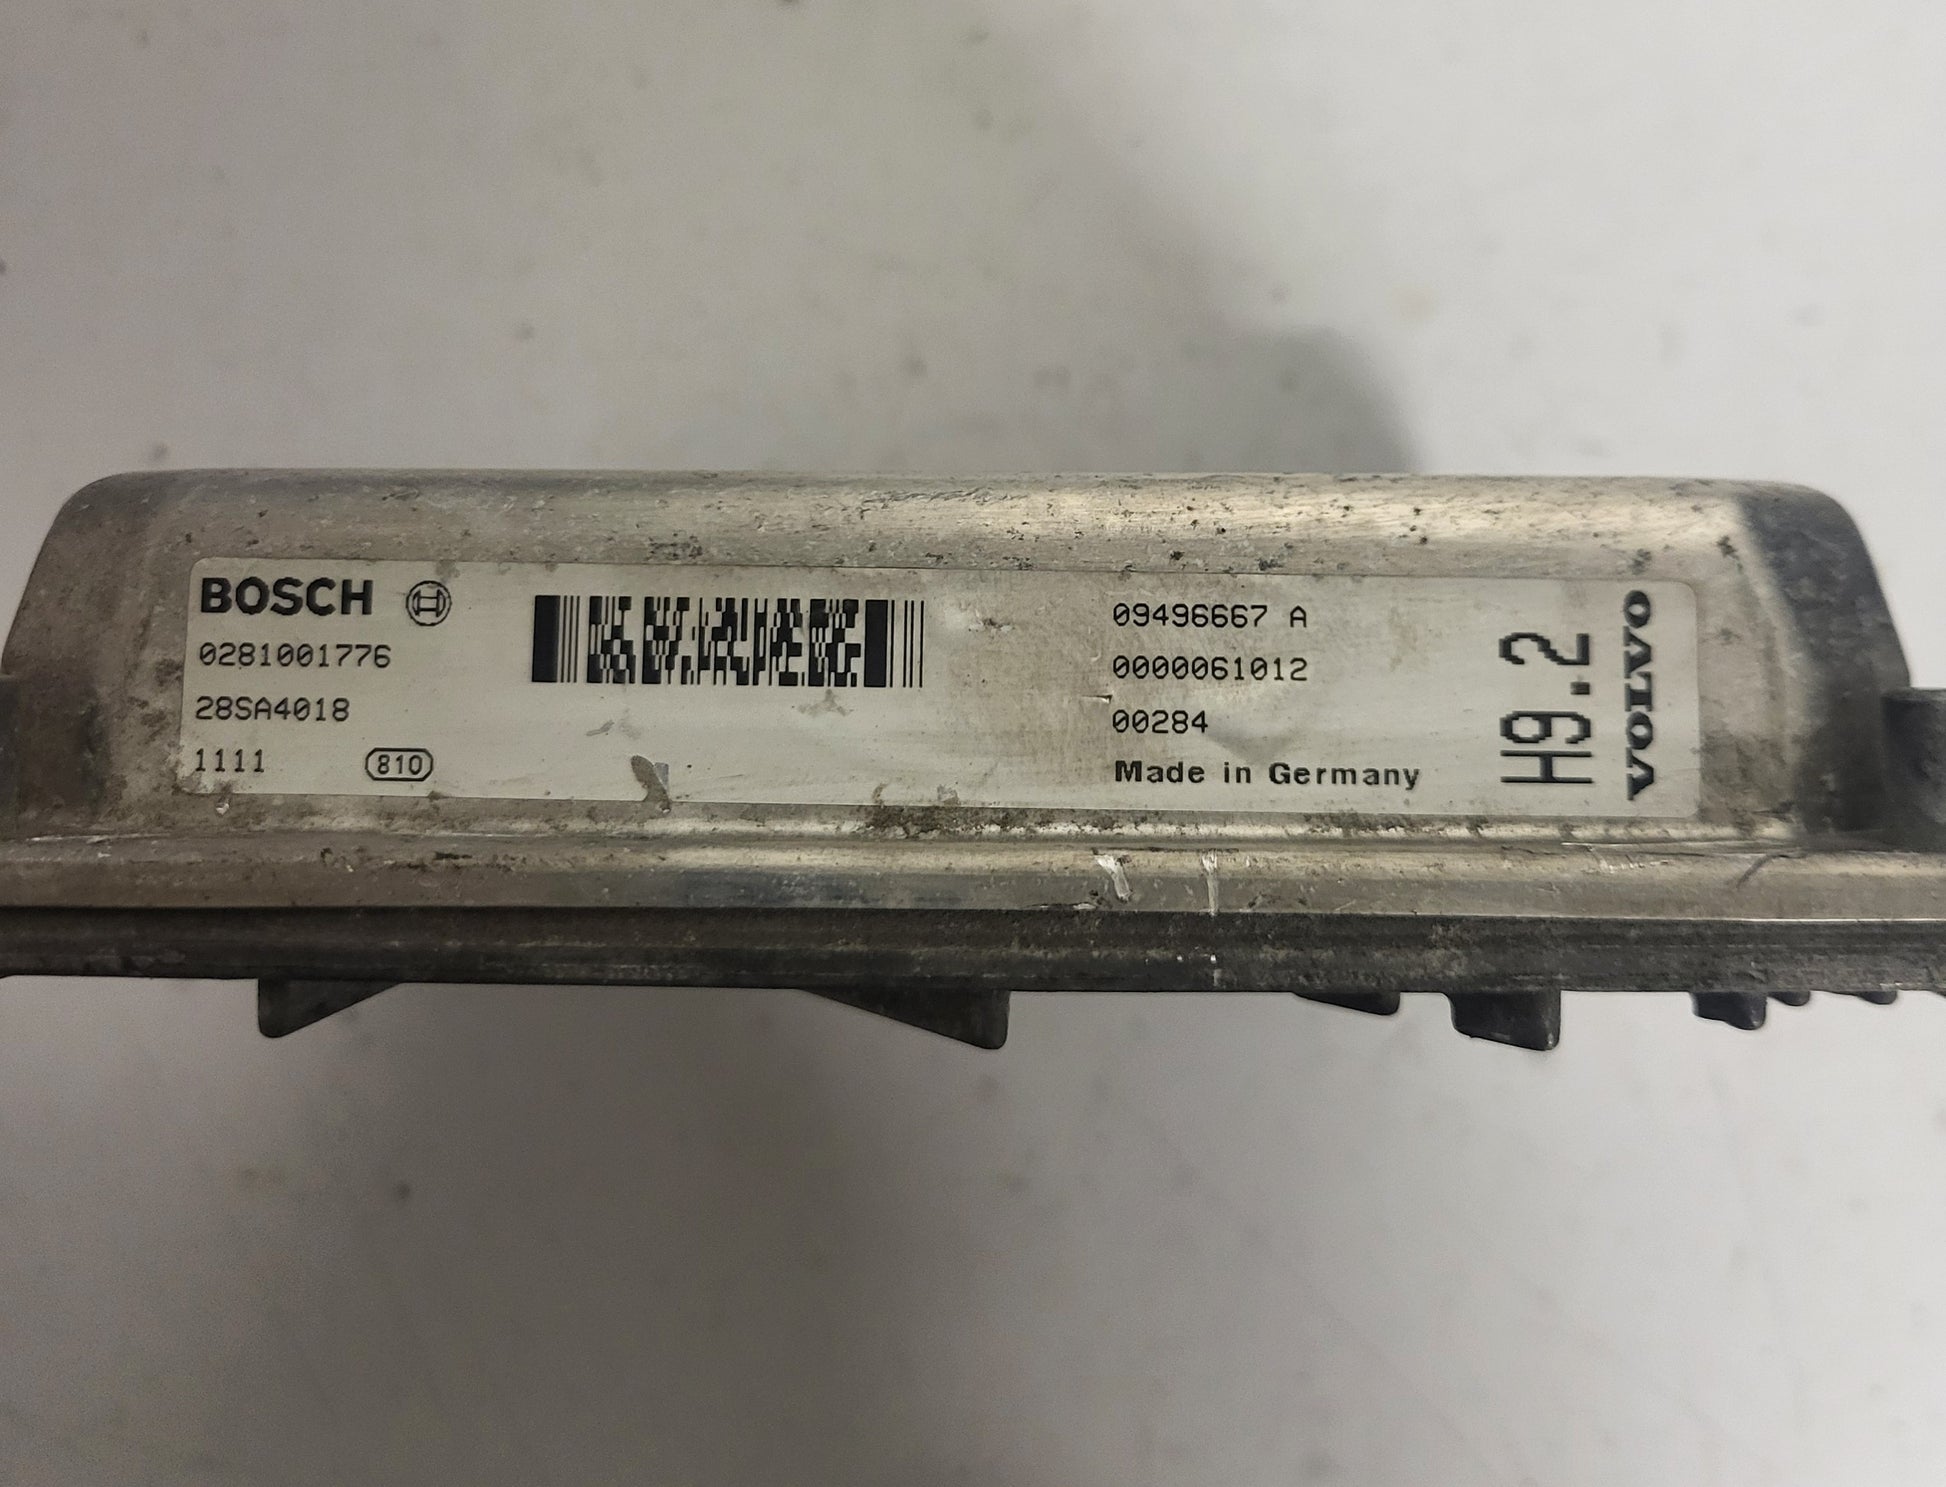 BOSCH
0281001776
28SA4018
1111 810
09496667 A
0000061012
00284
Made in Germany
H9.2
VOLVO